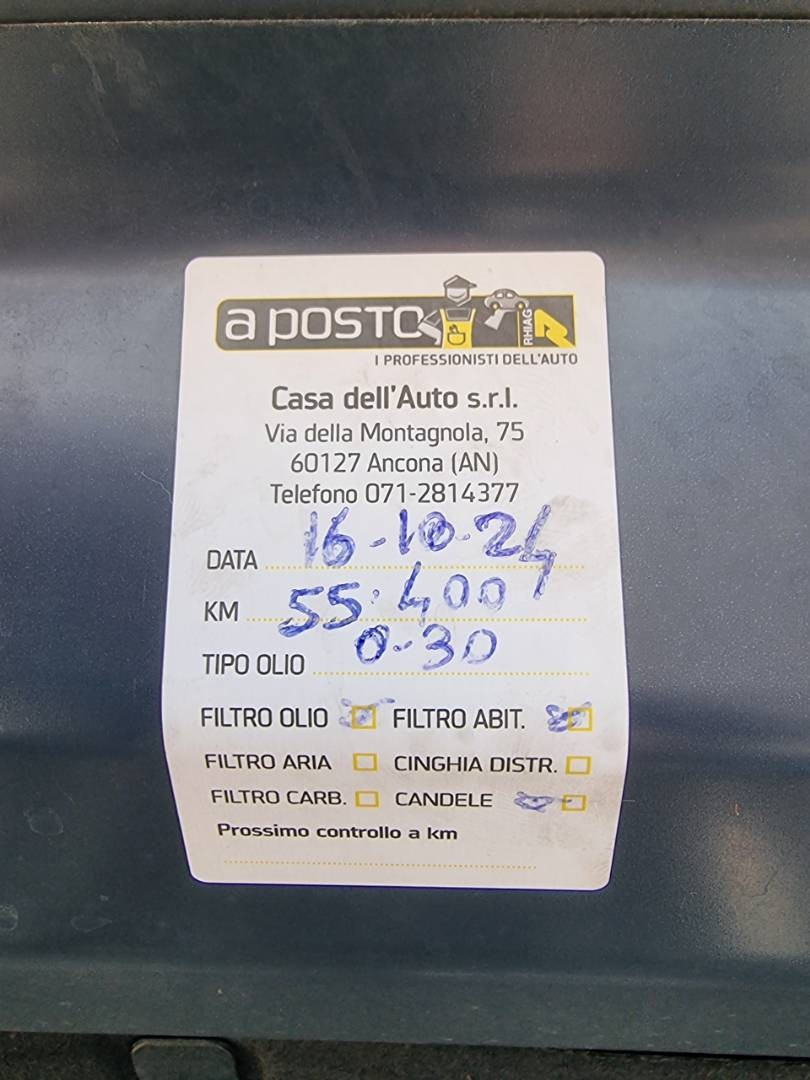 a posto
RHIAG
I PROFESSIONISTI DELL'AUTO
Casa dell'Auto s.r.l.
Via della Montagnola, 75
60127 Ancona (AN)
Telefono 071-2814377
DATA 16-10-24
KM 55.400
TIPO OLIO 0-30
FILTRO OLIO FILTRO ABIT.
FILTRO ARIA CINGHIA DISTR.
FILTRO CARB. CANDELE
Prossimo controllo a km